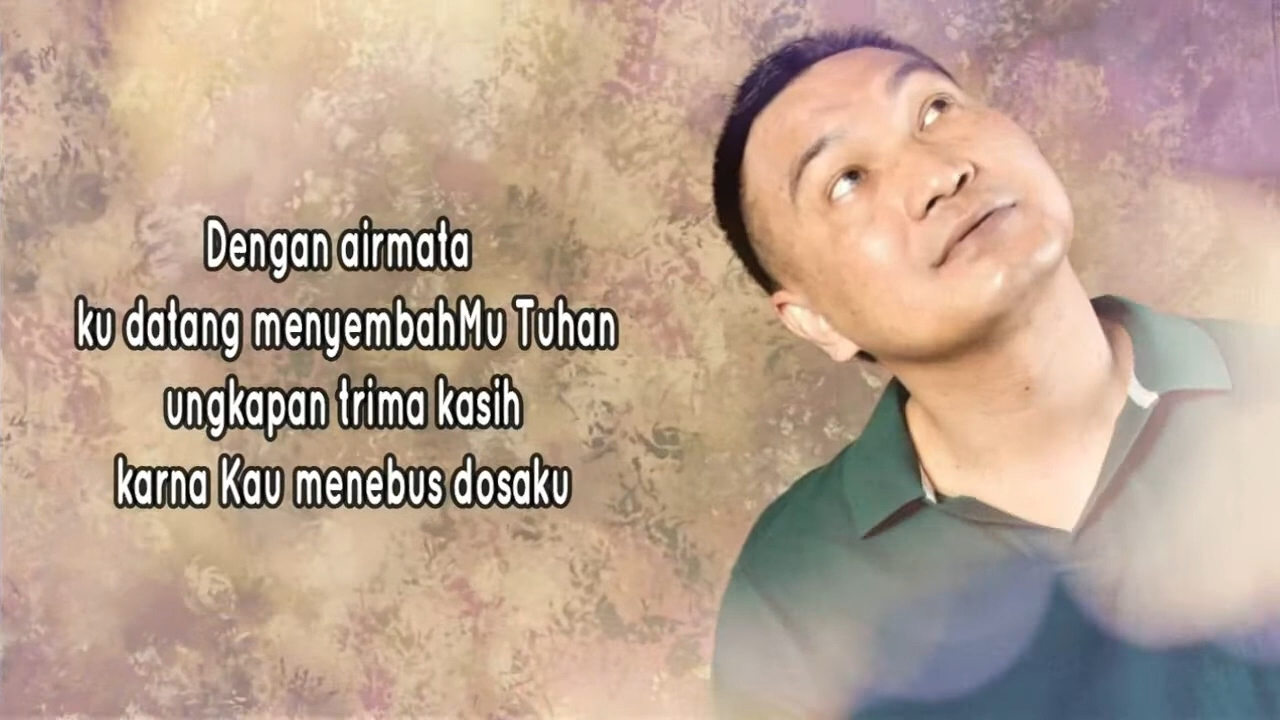 Dengan airmata
ku datang menyembahMu Tuhan
ungkapan trima kasih
karna Kau menebus dosaku